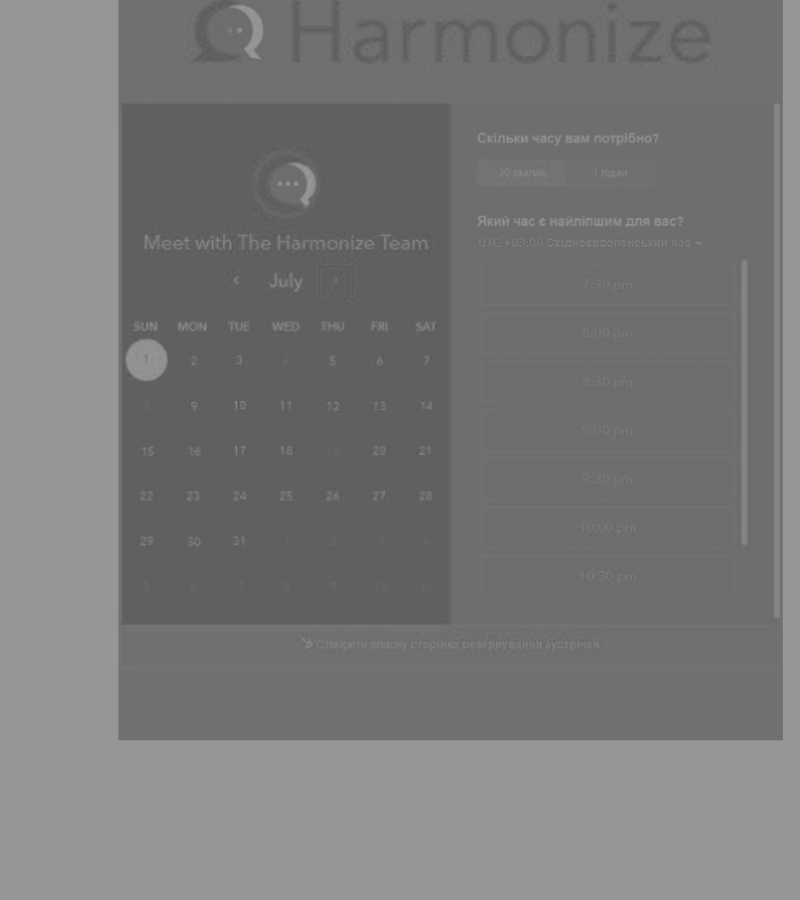 Harmonize
Meet with The Harmonize Team
‹ July ›
SUN MON TUE WED THU FRI SAT
1 2 3 4 5 6 7
8 9 10 11 12 13 14
15 16 17 18 19 20 21
22 23 24 25 26 27 28
29 30 31 1 2 3 4
5 6 7 8 9 10 11
Скільки часу вам потрібно?
30 хвилин 1 годин
Який час є найліпшим для вас?
UTC +03:00 Східноєвропейський час
7:30 pm
8:00 pm
8:30 pm
9:00 pm
9:30 pm
10:00 pm
10:30 pm
Створити власну сторінка резервування зустрічей